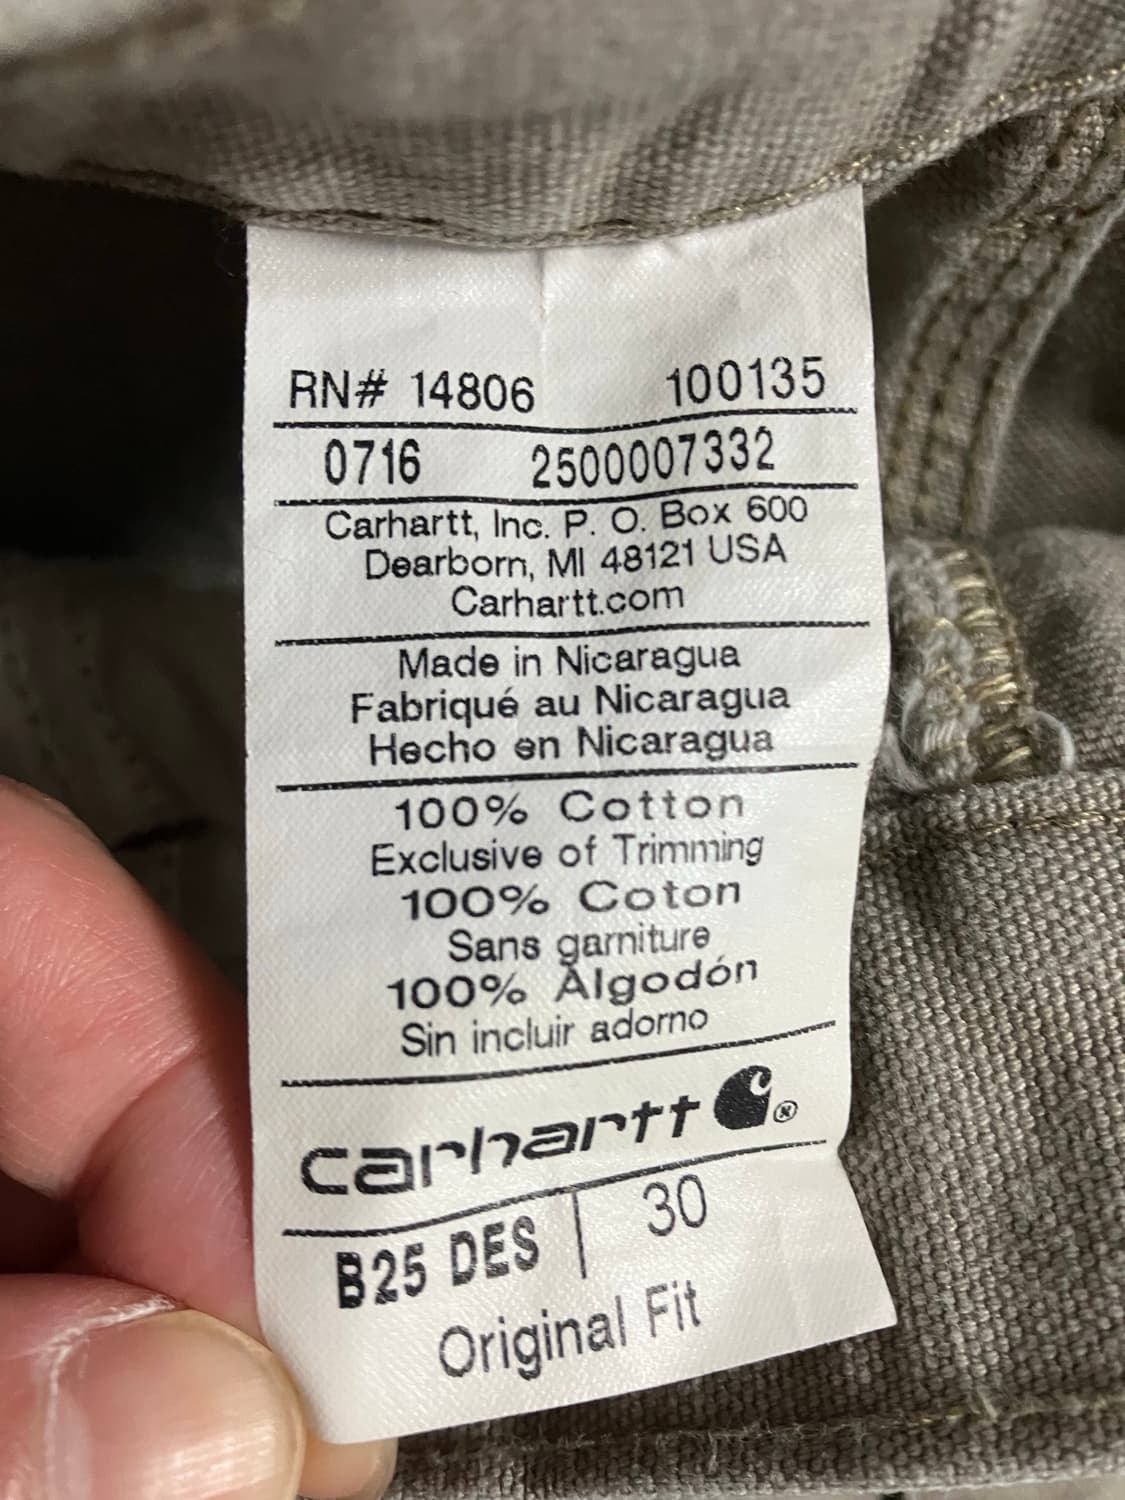 RN# 14806 100135
0716 2500007332
Carhartt, Inc. P. O. Box 600
Dearborn, MI 48121 USA
Carhartt.com
Made in Nicaragua
Fabriqué au Nicaragua
Hecho en Nicaragua
100% Cotton
Exclusive of Trimming
100% Coton
Sans garniture
100% Algodón
Sin incluir adorno
carhartt ®
B25 DES | 30
Original Fit